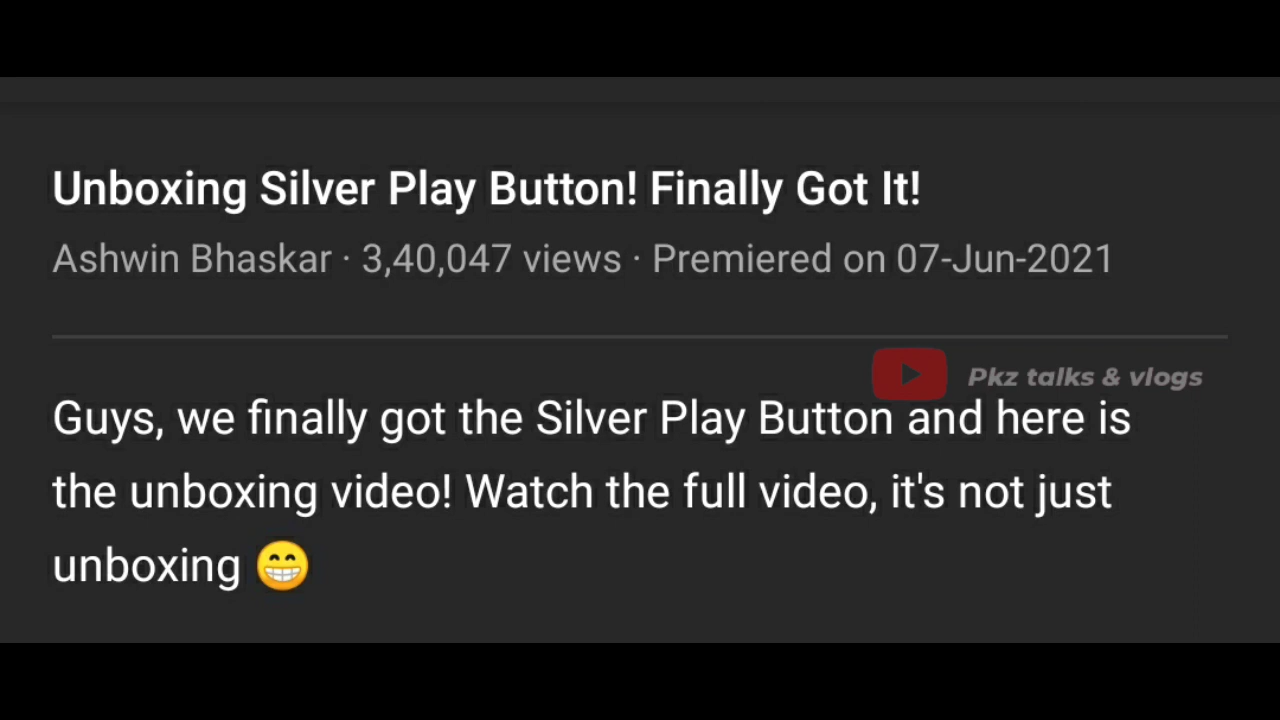 Unboxing Silver Play Button! Finally Got It!
Ashwin Bhaskar · 3,40,047 views · Premiered on 07-Jun-2021
Pkz talks & vlogs
Guys, we finally got the Silver Play Button and here is
the unboxing video! Watch the full video, it's not just
unboxing 😁